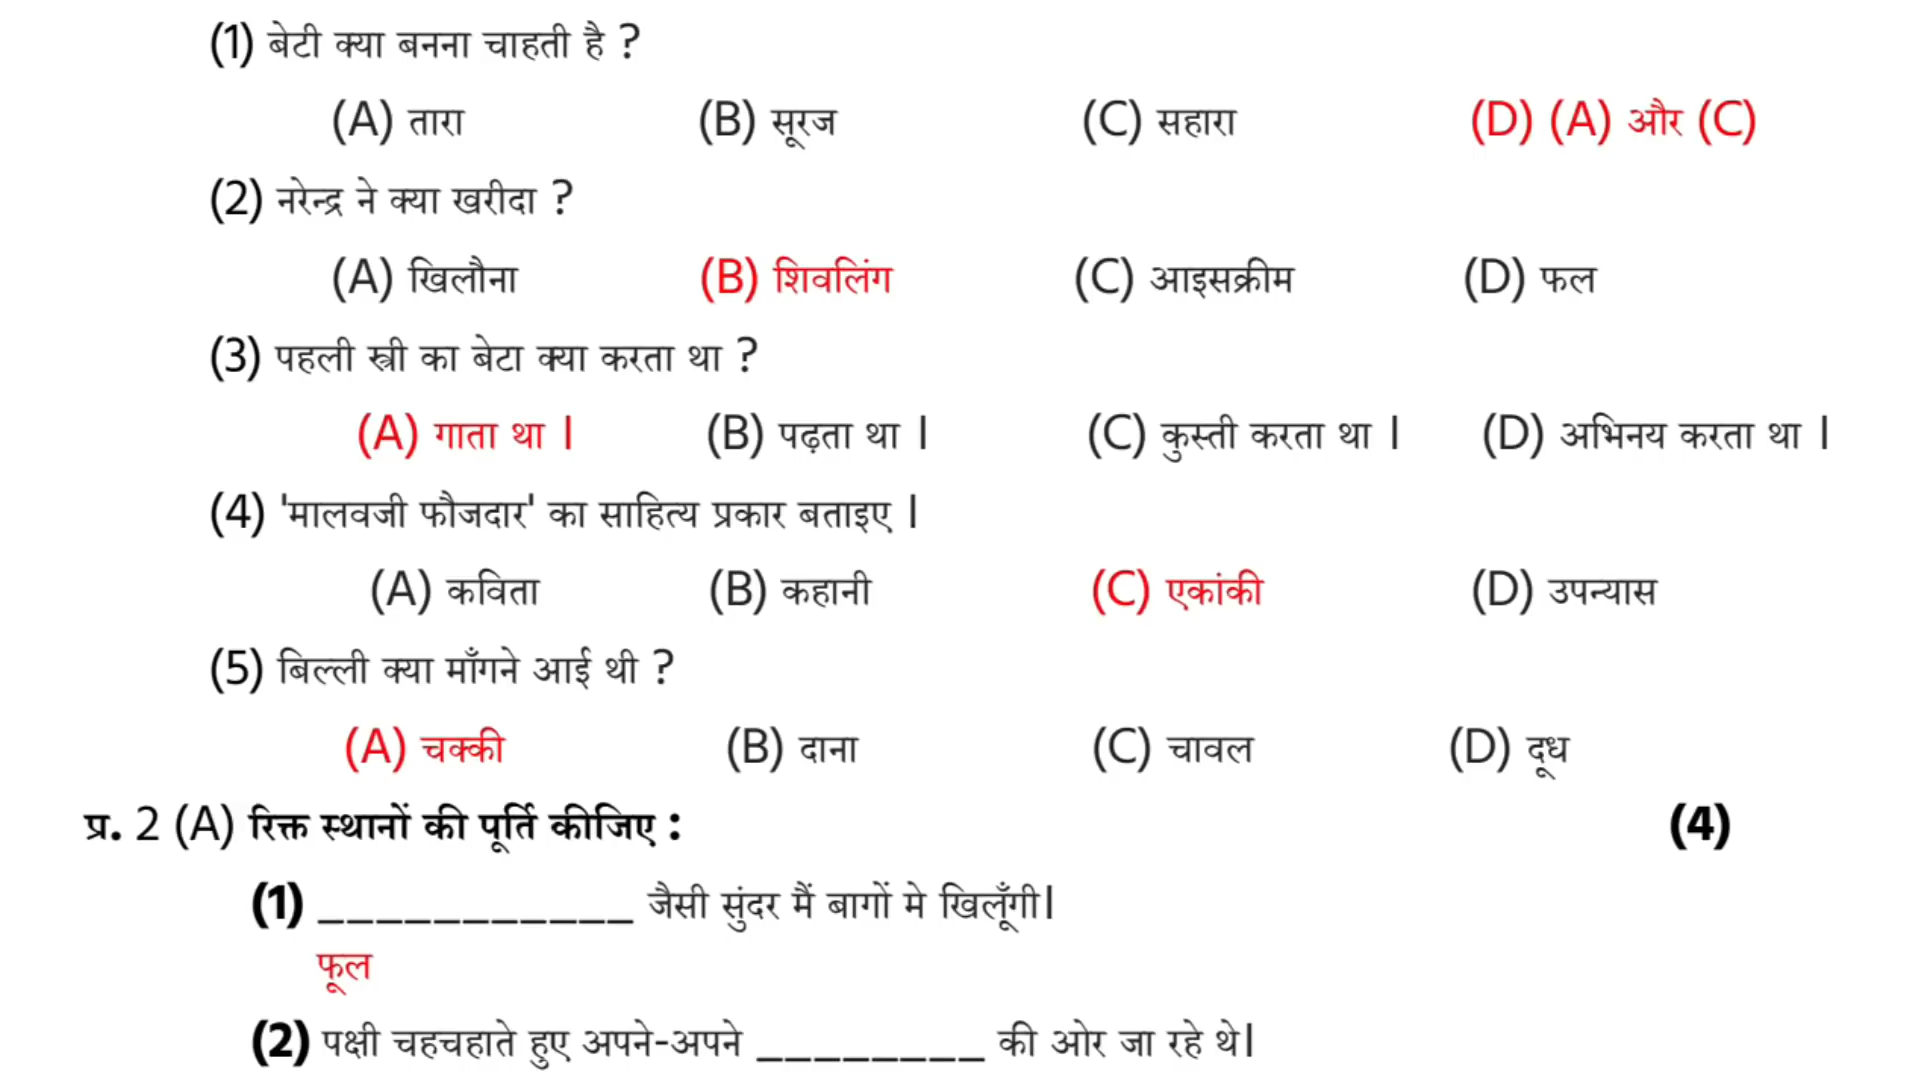 (1) बेटी क्या बनना चाहती है ?
(A) तारा (B) सूरज (C) सहारा (D) (A) और (C)
(2) नरेन्द्र ने क्या खरीदा ?
(A) खिलौना (B) शिवलिंग (C) आइसक्रीम (D) फल
(3) पहली स्त्री का बेटा क्या करता था ?
(A) गाता था । (B) पढ़ता था । (C) कुस्ती करता था । (D) अभिनय करता था ।
(4) 'मालवजी फौजदार' का साहित्य प्रकार बताइए ।
(A) कविता (B) कहानी (C) एकांकी (D) उपन्यास
(5) बिल्ली क्या माँगने आई थी ?
(A) चक्की (B) दाना (C) चावल (D) दूध
प्र. 2 (A) रिक्त स्थानों की पूर्ति कीजिए : (4)
(1) ___________ जैसी सुंदर मैं बागों मे खिलूँगी।
फूल
(2) पक्षी चहचहाते हुए अपने-अपने ________ की ओर जा रहे थे।